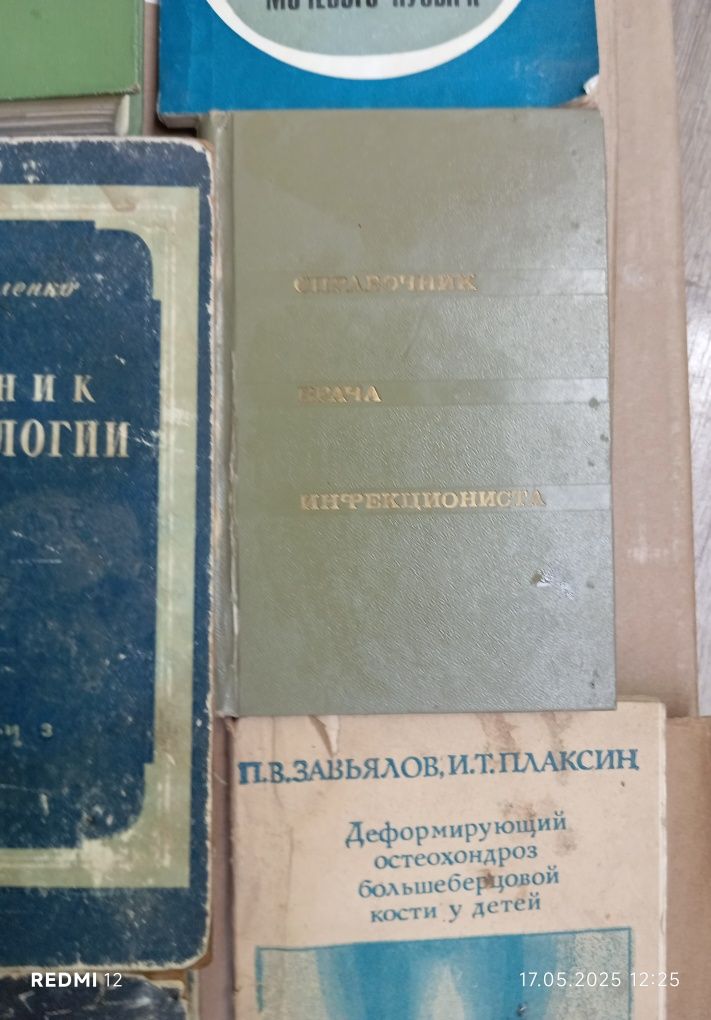 СПРАВОЧНИК
ВРАЧА
ИНФЕКЦИОНИСТА
ленко
НИК
ЛОГИИ
П.В.ЗАВЬЯЛОВ, И.Т.ПЛАКСИН
Деформирующий
остеохондроз
большеберцовой
кости у детей
REDMI 12
17.05.2025 12:25